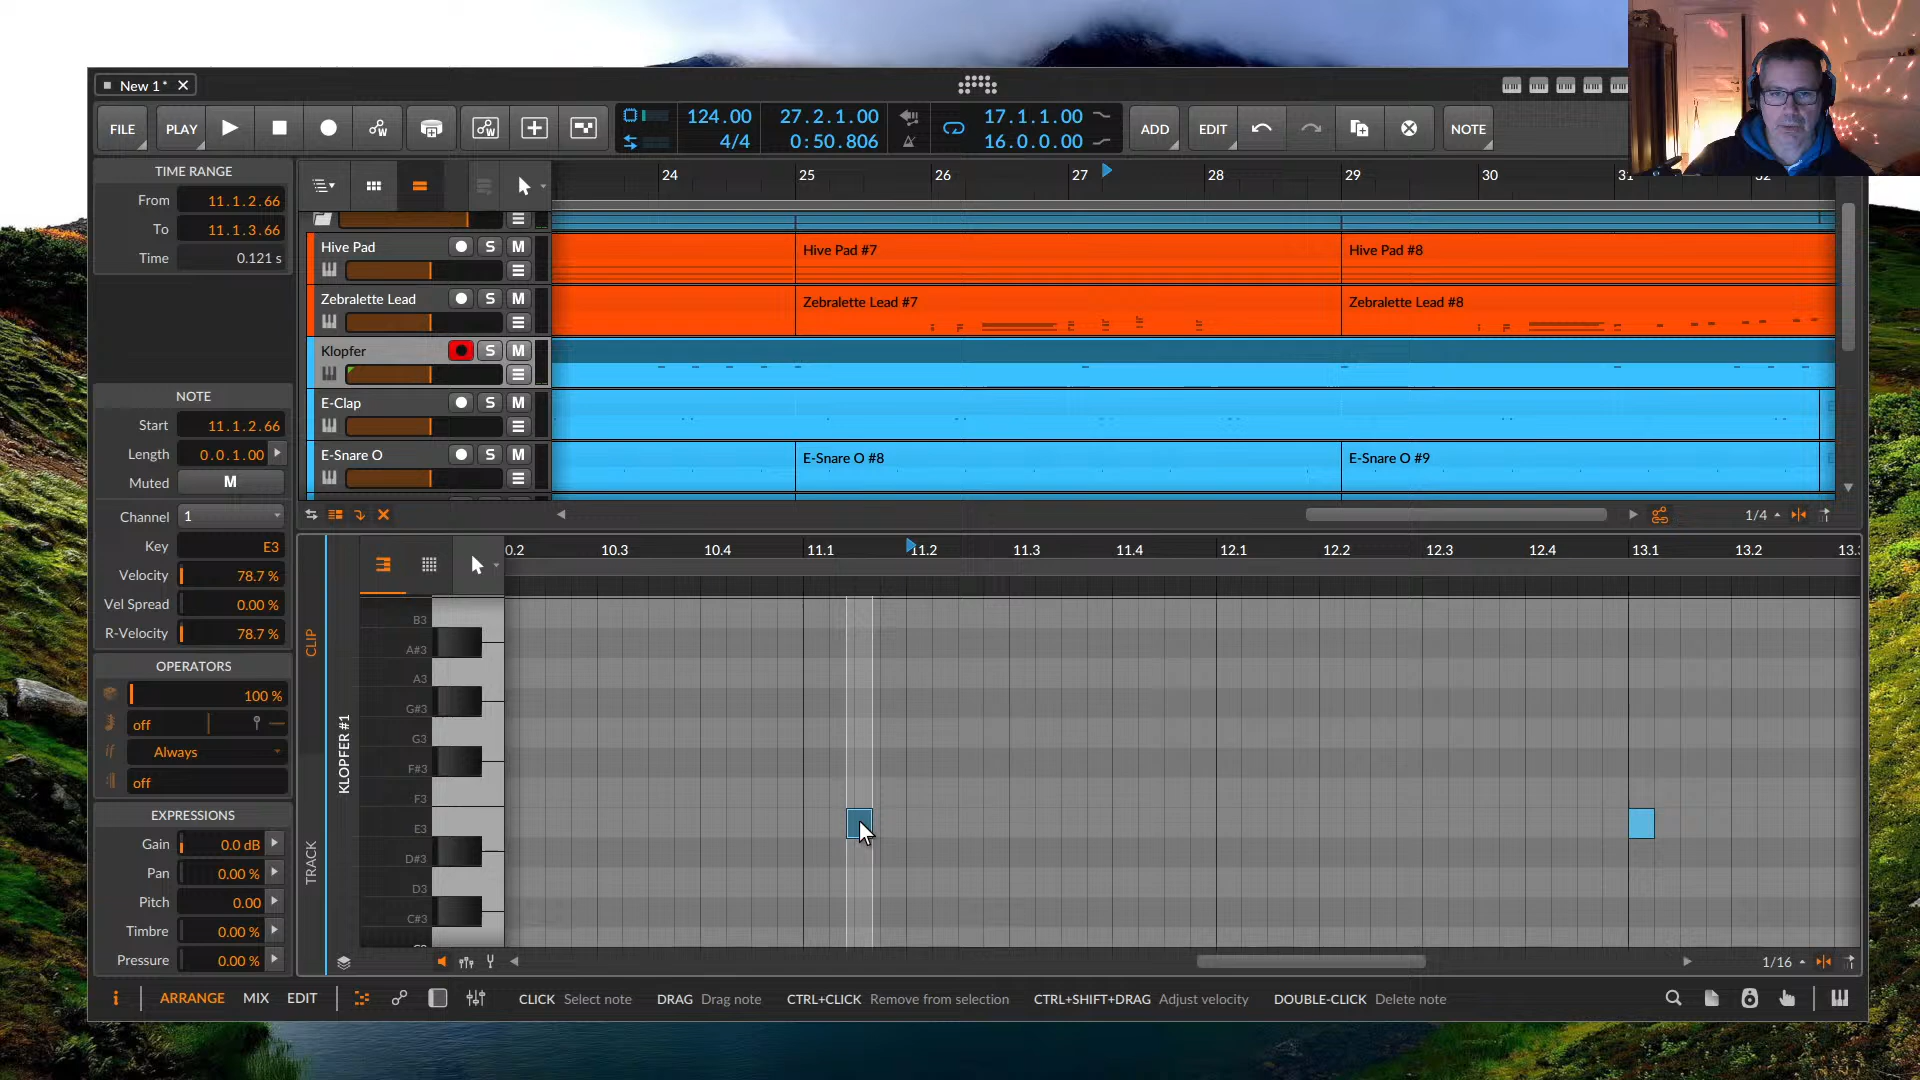 New 1*
FILE
PLAY
124.00
4/4
27.2.1.00
0:50.806
17.1.1.00
16.0.0.00
ADD
EDIT
NOTE
TIME RANGE
From 11.1.2.66
To 11.1.3.66
Time 0.121 s
24 25 26 27 28 29 30
Hive Pad S M
Hive Pad #7
Hive Pad #8
Zebralette Lead S M
Zebralette Lead #7
Zebralette Lead #8
Klopfer S M
E-Clap S M
E-Snare O S M
E-Snare O #8
E-Snare O #9
1/4
NOTE
Start 11.1.2.66
Length 0.0.1.00
Muted M
Channel 1
Key E3
Velocity 78.7 %
Vel Spread 0.00 %
R-Velocity 78.7 %
OPERATORS
100 %
off
Always
off
EXPRESSIONS
Gain 0.0 dB
Pan 0.00 %
Pitch 0.00
Timbre 0.00 %
Pressure 0.00 %
CLIP
TRACK
KLOPFER #1
0.2 10.3 10.4 11.1 11.2 11.3 11.4 12.1 12.2 12.3 12.4 13.1 13.2
B3
A#3
A3
G#3
G3
F#3
F3
E3
D#3
D3
C#3
1/16
ARRANGE MIX EDIT
CLICK Select note DRAG Drag note CTRL+CLICK Remove from selection CTRL+SHIFT+DRAG Adjust velocity DOUBLE-CLICK Delete note